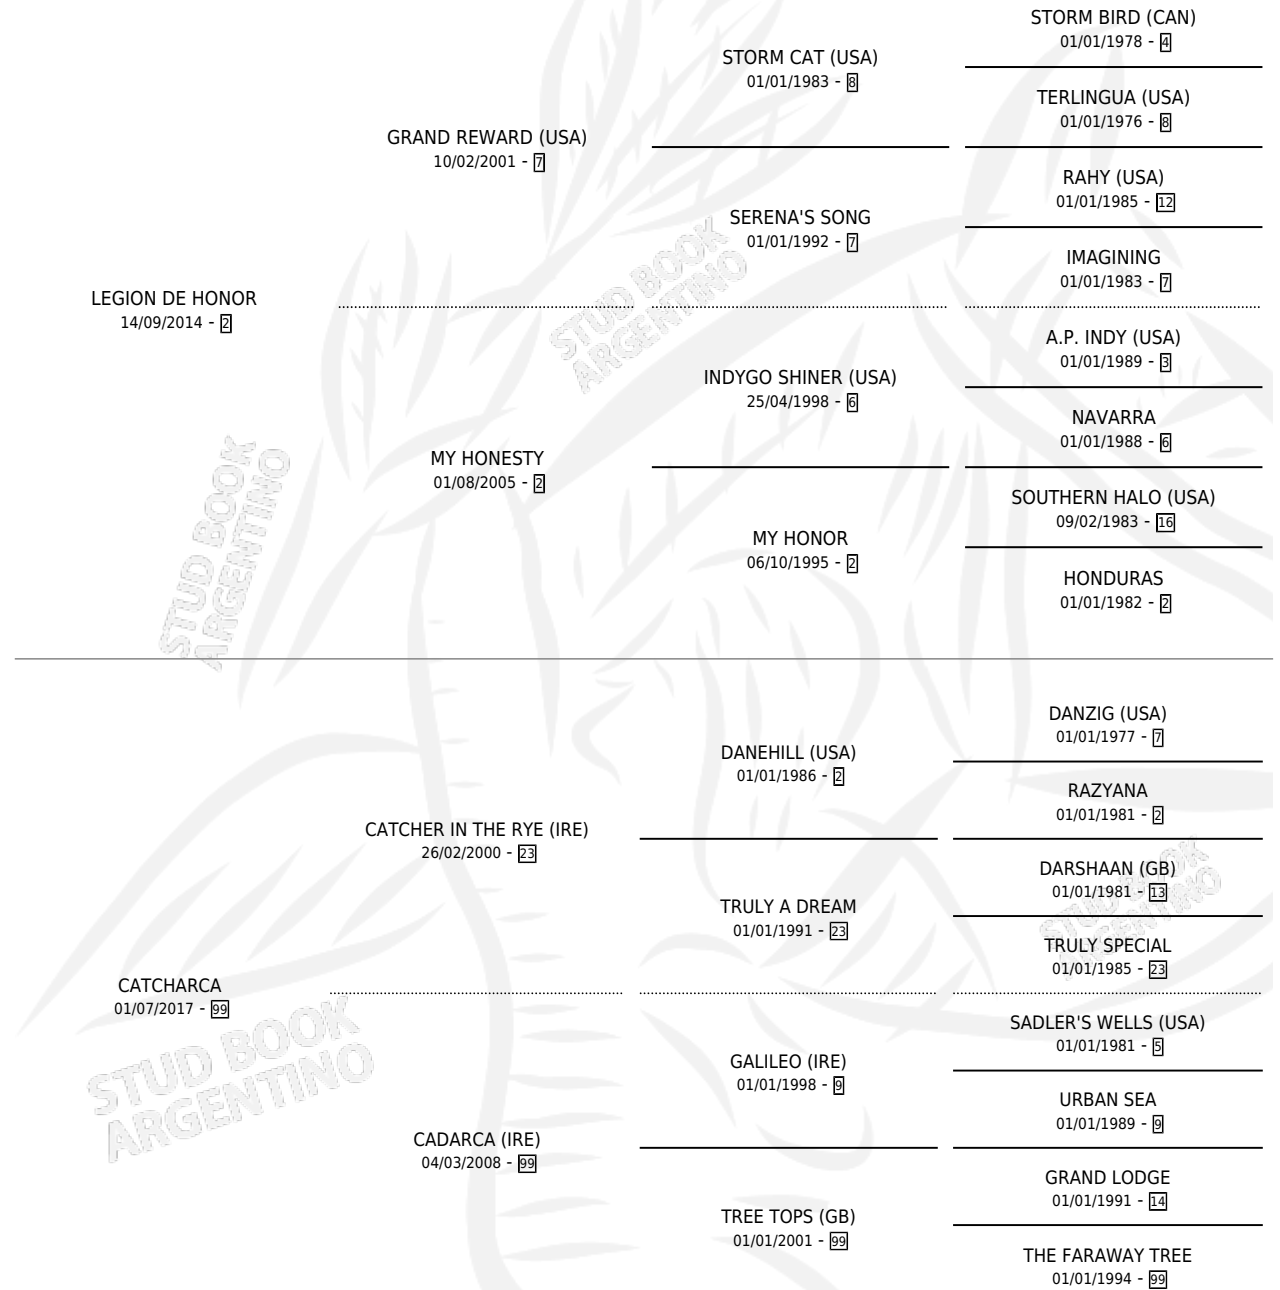 STORM BIRD (CAN)
01/01/1978 - 4
STORM CAT (USA)
01/01/1983 - 8
TERLINGUA (USA)
01/01/1976 - 8
GRAND REWARD (USA)
10/02/2001 - 7
RAHY (USA)
01/01/1985 - 12
SERENA'S SONG
01/01/1992 - 7
IMAGINING
01/01/1983 - 7
LEGION DE HONOR
14/09/2014 - 2
A.P. INDY (USA)
01/01/1989 - 3
INDYGO SHINER (USA)
25/04/1998 - 6
NAVARRA
01/01/1988 - 6
MY HONESTY
01/08/2005 - 2
SOUTHERN HALO (USA)
09/02/1983 - 16
MY HONOR
06/10/1995 - 2
HONDURAS
01/01/1982 - 2
DANZIG (USA)
01/01/1977 - 7
DANEHILL (USA)
01/01/1986 - 2
RAZYANA
01/01/1981 - 2
CATCHER IN THE RYE (IRE)
26/02/2000 - 23
DARSHAAN (GB)
01/01/1981 - 13
TRULY A DREAM
01/01/1991 - 23
TRULY SPECIAL
01/01/1985 - 23
CATCHARCA
01/07/2017 - 99
SADLER'S WELLS (USA)
01/01/1981 - 5
GALILEO (IRE)
01/01/1998 - 9
URBAN SEA
01/01/1989 - 9
CADARCA (IRE)
04/03/2008 - 99
GRAND LODGE
01/01/1991 - 14
TREE TOPS (GB)
01/01/2001 - 99
THE FARAWAY TREE
01/01/1994 - 99
STUD BOOK
ARGENTINO
STUD BOOK
ARGENTINO
STUD BOOK
ARGENTINO
STUD BOOK
ARGENTINO